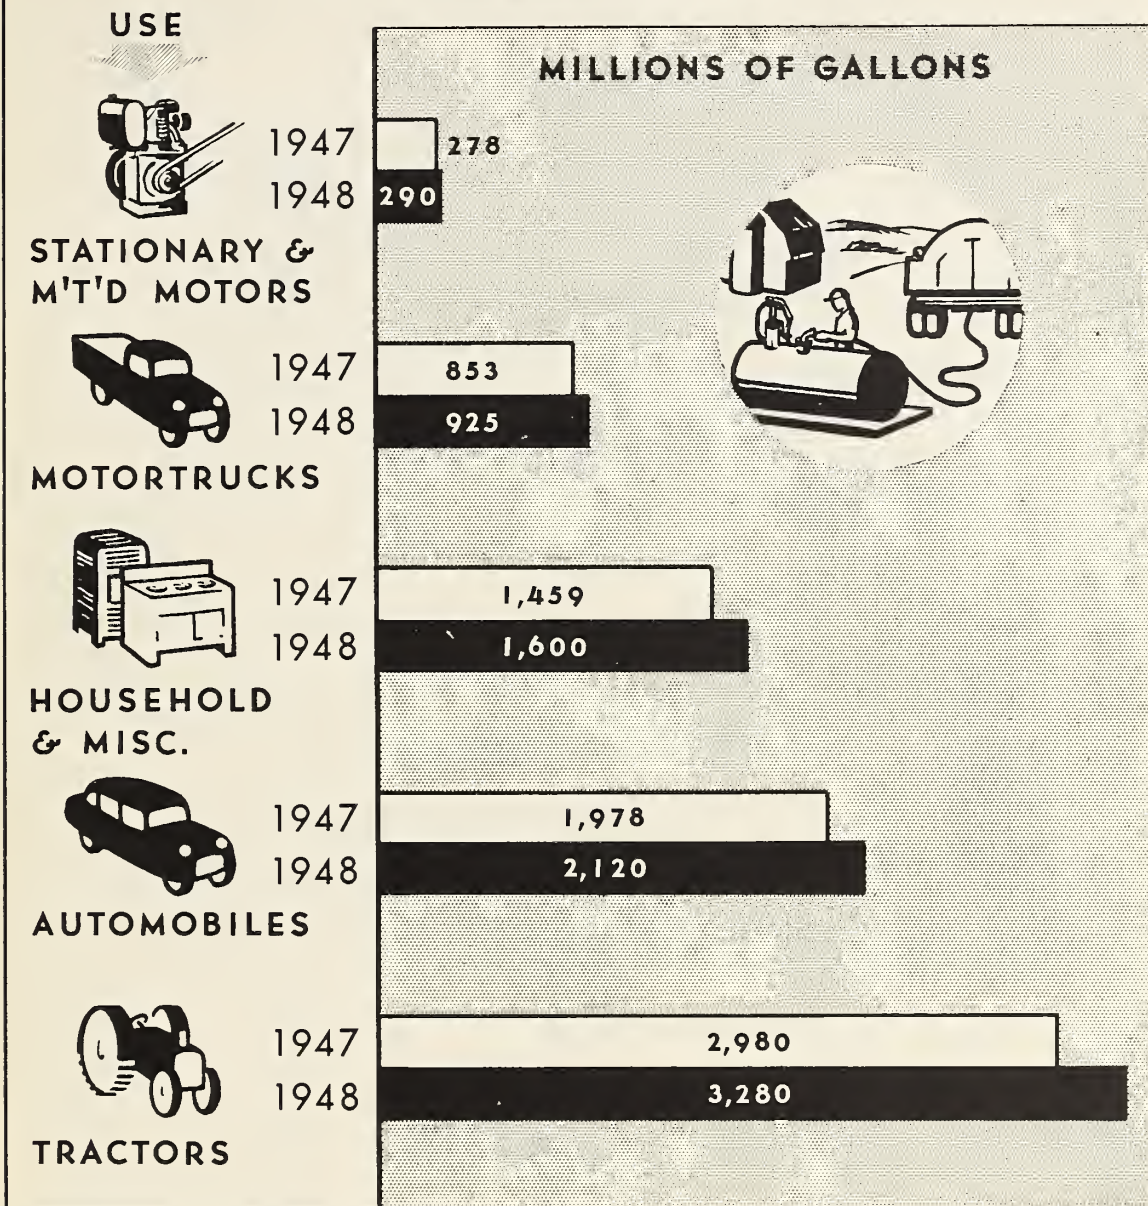 USE
MILLIONS OF GALLONS
1947 278
1948 290
STATIONARY &
M'T'D MOTORS
1947 853
1948 925
MOTORTRUCKS
1947 1,459
1948 1,600
HOUSEHOLD
& MISC.
1947 1,978
1948 2,120
AUTOMOBILES
1947 2,980
1948 3,280
TRACTORS